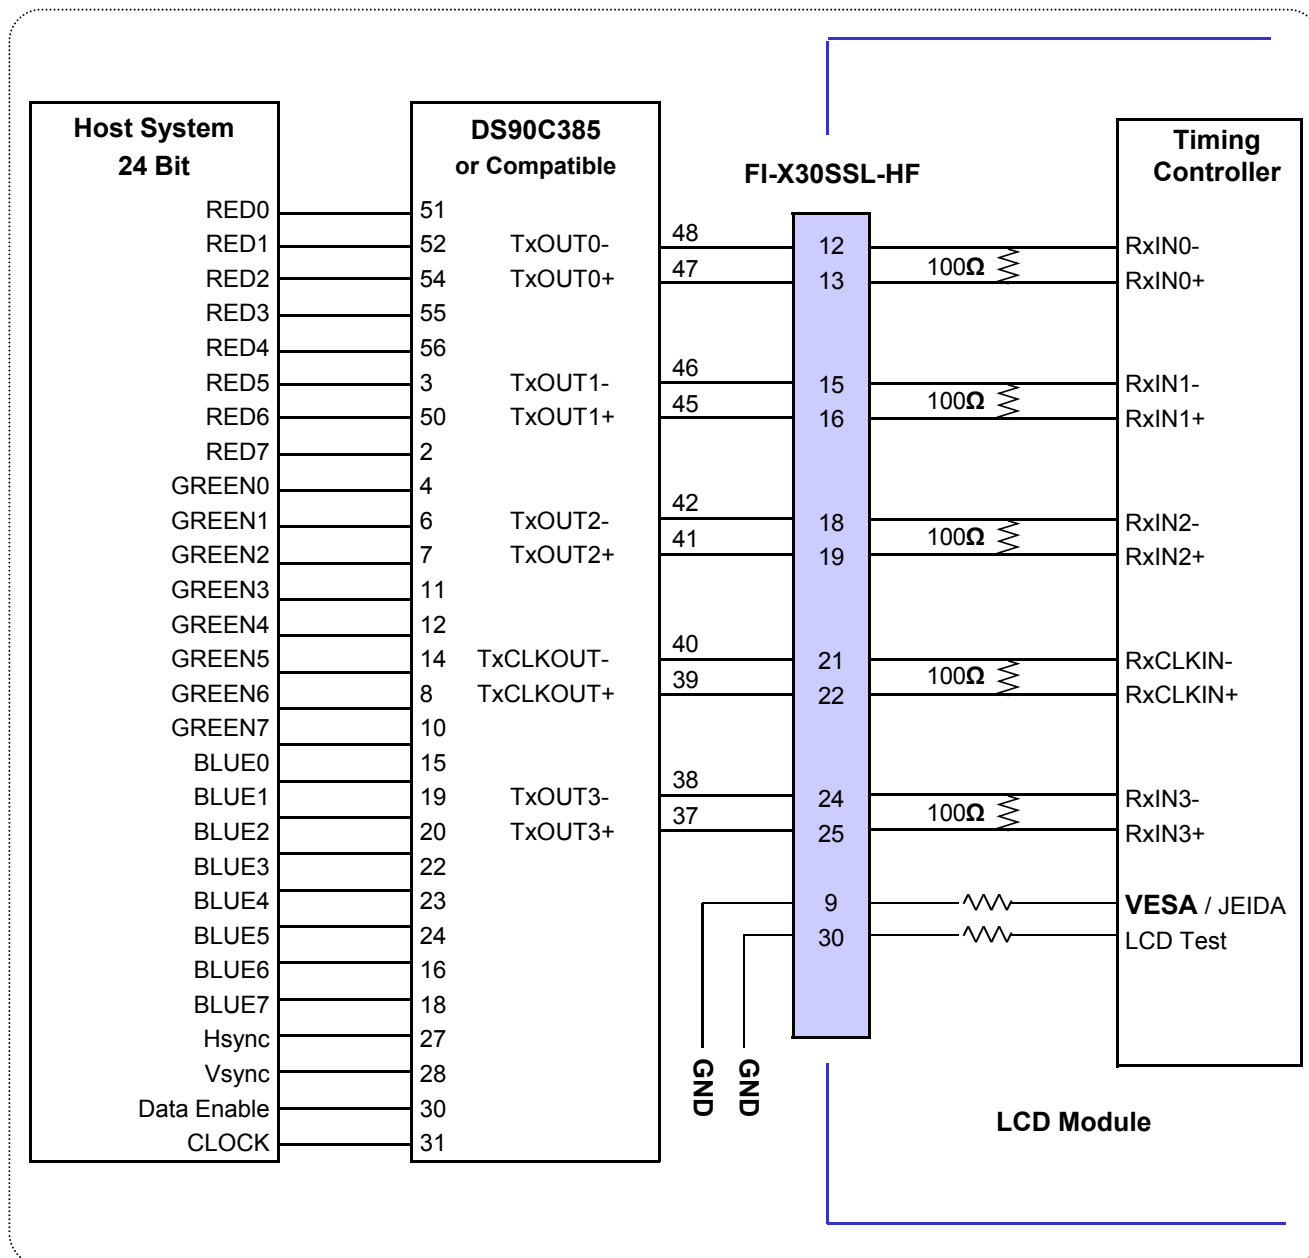 Host System
24 Bit
RED0
RED1
RED2
RED3
RED4
RED5
RED6
RED7
GREEN0
GREEN1
GREEN2
GREEN3
GREEN4
GREEN5
GREEN6
GREEN7
BLUE0
BLUE1
BLUE2
BLUE3
BLUE4
BLUE5
BLUE6
BLUE7
Hsync
Vsync
Data Enable
CLOCK
DS90C385
or Compatible
51
52 TxOUT0-
54 TxOUT0+
55
56
3 TxOUT1-
50 TxOUT1+
2
4
6 TxOUT2-
7 TxOUT2+
11
12
14 TxCLKOUT-
8 TxCLKOUT+
10
15
19 TxOUT3-
20 TxOUT3+
22
23
24
16
18
27
28
30
31
48
47
46
45
42
41
40
39
38
37
GND
GND
FI-X30SSL-HF
12
13
15
16
18
19
21
22
24
25
9
30
100Ω
100Ω
100Ω
100Ω
100Ω
Timing
Controller
RxIN0-
RxIN0+
RxIN1-
RxIN1+
RxIN2-
RxIN2+
RxCLKIN-
RxCLKIN+
RxIN3-
RxIN3+
VESA / JEIDA
LCD Test
LCD Module